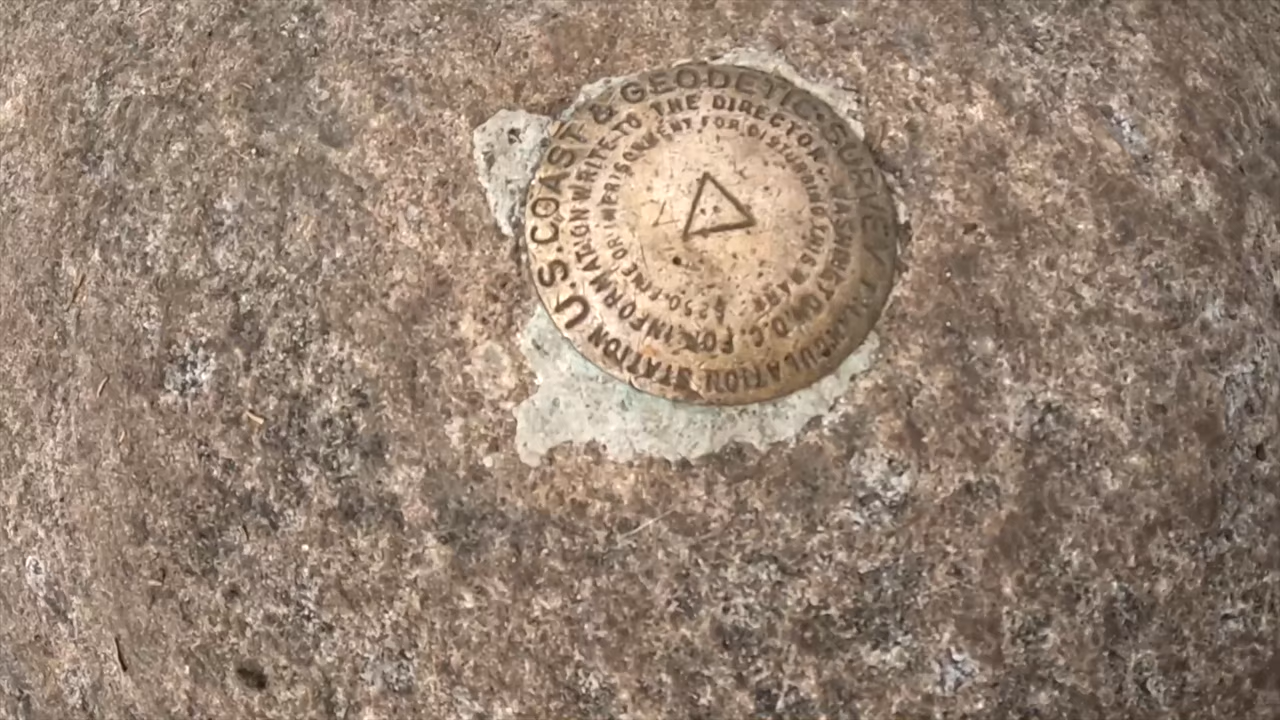 U.S. COAST & GEODETIC SURVEY TRIANGULATION STATION
FOR INFORMATION WRITE TO THE DIRECTOR, WASHINGTON, D.C.
$250 FINE OR IMPRISONMENT FOR DISTURBING THIS MARK